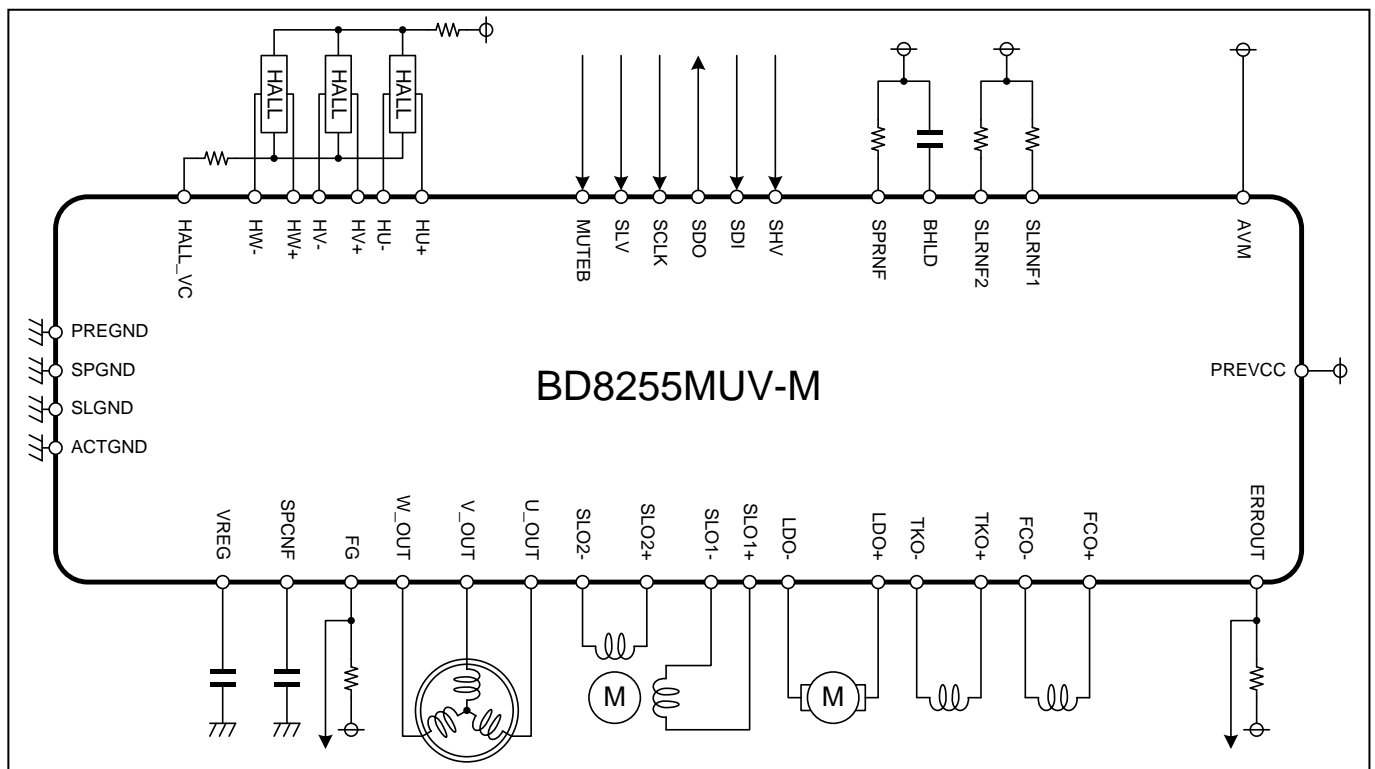 HALL
HALL
HALL
HALL_VC
HW-
HW+
HV-
HV+
HU-
HU+
MUTEB
SLV
SCLK
SDO
SDI
SHV
SPRNF
BHLD
SLRNF2
SLRNF1
AVM
PREGND
SPGND
SLGND
ACTGND
BD8255MUV-M
PREVCC
VREG
SPCNF
FG
W_OUT
V_OUT
U_OUT
SLO2-
SLO2+
SLO1-
SLO1+
LDO-
LDO+
TKO-
TKO+
FCO-
FCO+
ERROUT
M
M